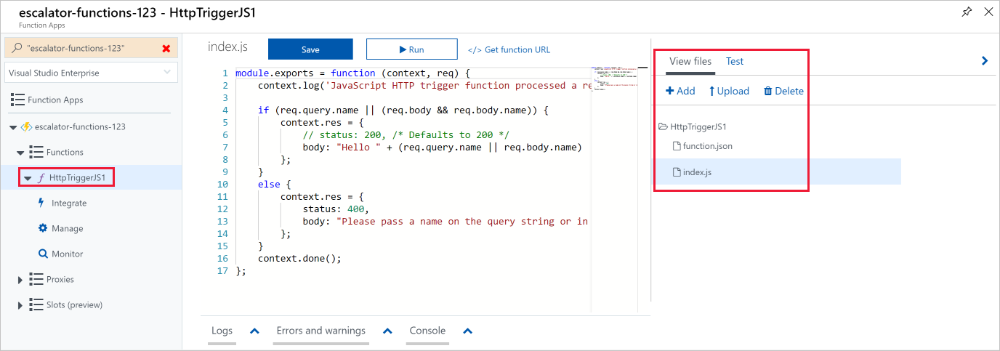 escalator-functions-123 - HttpTriggerJS1
Function Apps
"escalator-functions-123"
Visual Studio Enterprise
Function Apps
escalator-functions-123
Functions
HttpTriggerJS1
Integrate
Manage
Monitor
Proxies
Slots (preview)
index.js
Save
Run
</> Get function URL
1 module.exports = function (context, req) {
2 context.log('JavaScript HTTP trigger function processed a re
3
4 if (req.query.name || (req.body && req.body.name)) {
5 context.res = {
6 // status: 200, /* Defaults to 200 */
7 body: "Hello " + (req.query.name || req.body.name)
8 };
9 }
10 else {
11 context.res = {
12 status: 400,
13 body: "Please pass a name on the query string or in
14 };
15 }
16 context.done();
17 };
Logs
Errors and warnings
Console
View files
Test
Add
Upload
Delete
HttpTriggerJS1
function.json
index.js